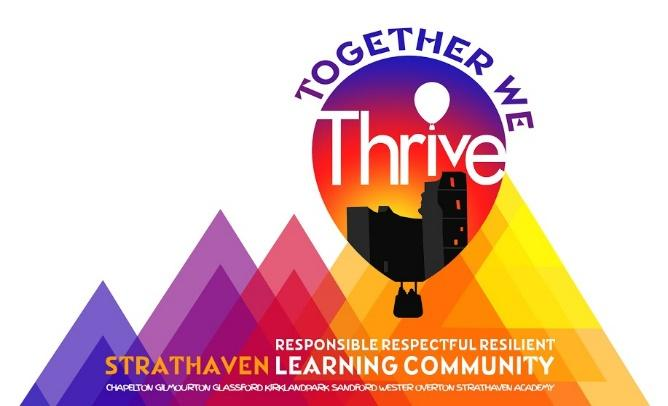 TOGETHER WE
Thrive
RESPONSIBLE RESPECTFUL RESILIENT
STRATHAVEN LEARNING COMMUNITY
CHAPELTON GILMOURTON GLASSFORD KIRKLANDPARK SANDFORD WESTER OVERTON STRATHAVEN ACADEMY